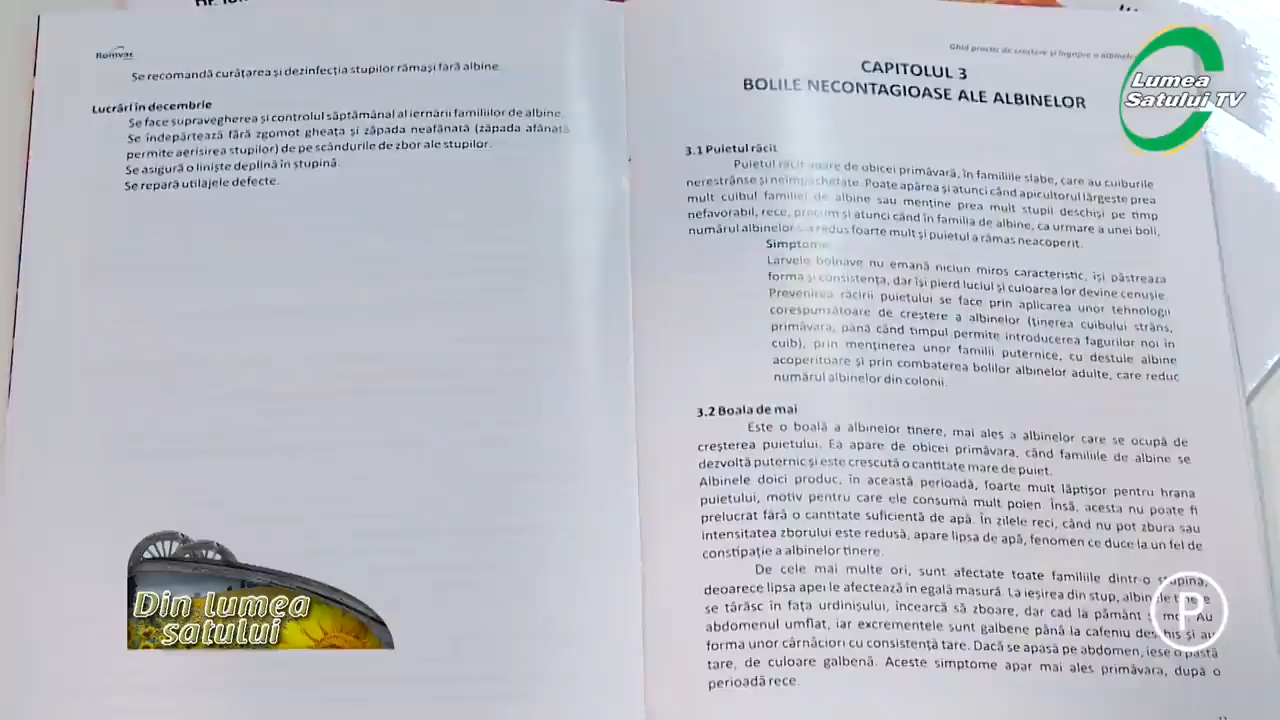 Romvac
Se recomandă curățarea și dezinfecția stupilor rămași fără albine.
Lucrări în decembrie
Se face supravegherea și controlul săptămânal al iernării familiilor de albine.
Se îndepărtează fără zgomot gheața și zăpada neafânată (zăpada afânată
permite aerisirea stupilor) de pe scândurile de zbor ale stupilor.
Se asigură o liniște deplină în stupină.
Se repară utilajele defecte.
Din lumea
satului
Ghid practic de creștere și îngrijire a albinelor
CAPITOLUL 3
BOLILE NECONTAGIOASE ALE ALBINELOR
3.1 Puietul răcit
Puietul răcit apare de obicei primăvară, în familiile slabe, care au cuiburile
nerestrânse și neîmpachetate. Poate apărea și atunci când apicultorul lărgește prea
mult cuibul familiei de albine sau menține prea mult stupii deschiși pe timp
nefavorabil, rece, precum și atunci când în familia de albine, ca urmare a unei boli,
numărul albinelor s-a redus foarte mult și puietul a rămas neacoperit.
Simptome
Larvele bolnave nu emană niciun miros caracteristic, își păstrează
forma și consistența, dar își pierd luciul și culoarea lor devine cenușie.
Prevenirea răcirii puietului se face prin aplicarea unor tehnologii
corespunzătoare de creștere a albinelor (ținerea cuibului strâns,
primăvara, până când timpul permite introducerea fagurilor noi în
cuib), prin menținerea unor familii puternice, cu destule albine
acoperitoare și prin combaterea bolilor albinelor adulte, care reduc
numărul albinelor din colonii.
3.2 Boala de mai
Este o boală a albinelor tinere, mai ales a albinelor care se ocupă de
creșterea puietului. Ea apare de obicei primăvara, când familiile de albine se
dezvoltă puternic și este crescută o cantitate mare de puiet.
Albinele doici produc, în această perioadă, foarte mult lăptișor pentru hrana
puietului, motiv pentru care ele consumă mult polen. Însă, acesta nu poate fi
prelucrat fără o cantitate suficientă de apă. În zilele reci, când nu pot zbura sau
intensitatea zborului este redusă, apare lipsa de apă, fenomen ce duce la un fel de
constipație a albinelor tinere.
De cele mai multe ori, sunt afectate toate familiile dintr-o stupină,
deoarece lipsa apei le afectează în egală măsură. La ieșirea din stup, albinele tinere
se târăsc în fața urdinișului, încearcă să zboare, dar cad la pământ și mor. Au
abdomenul umflat, iar excrementele sunt galbene până la cafeniu deschis și au
forma unor cârnăciori cu consistență tare. Dacă se apasă pe abdomen, iese o pastă
tare, de culoare galbenă. Aceste simptome apar mai ales primăvara, după o
perioadă rece.
Lumea
Satului TV
P